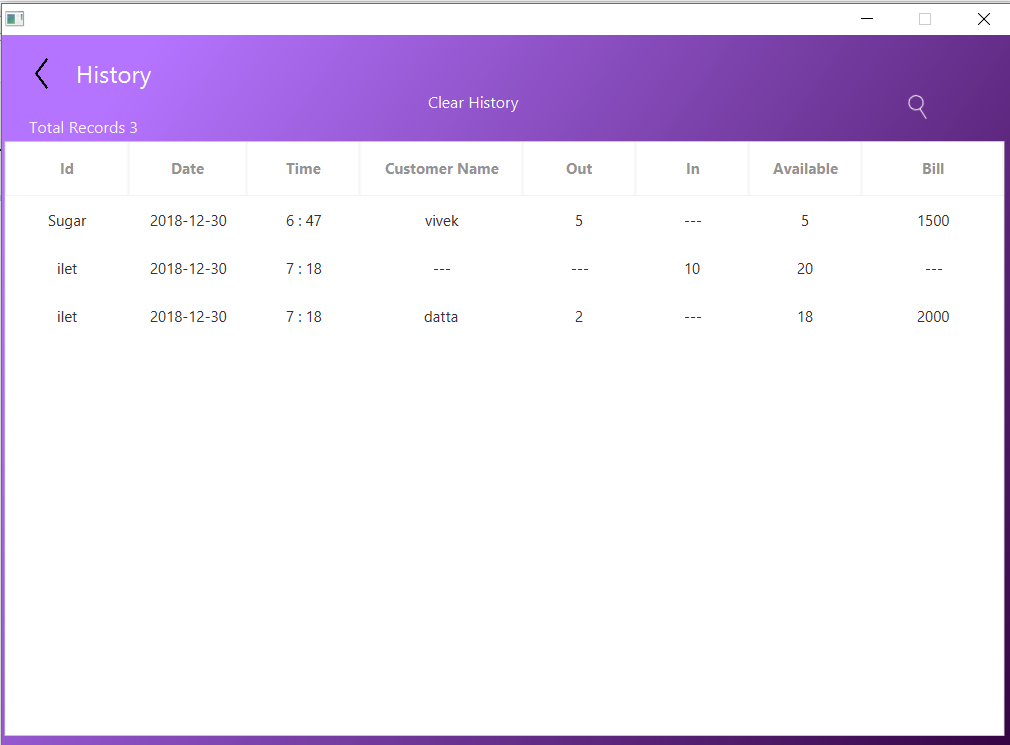 History
Clear History
Total Records 3
Id Date Time Customer Name Out In Available Bill
Sugar 2018-12-30 6 : 47 vivek 5 --- 5 1500
ilet 2018-12-30 7 : 18 --- --- 10 20 ---
ilet 2018-12-30 7 : 18 datta 2 --- 18 2000